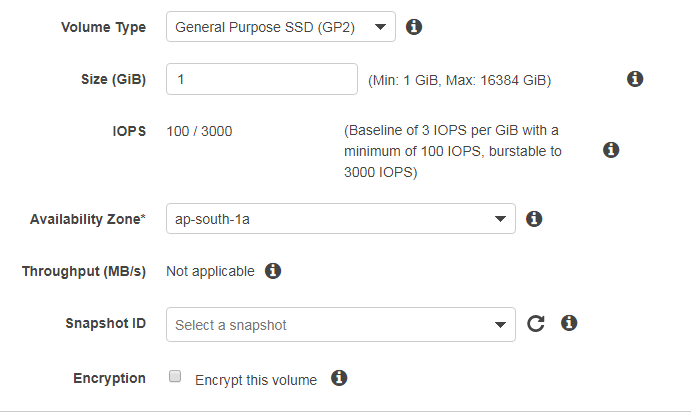 Volume Type General Purpose SSD (GP2)
Size (GiB) 1 (Min: 1 GiB, Max: 16384 GiB)
IOPS 100 / 3000 (Baseline of 3 IOPS per GiB with a
minimum of 100 IOPS, burstable to
3000 IOPS)
Availability Zone* ap-south-1a
Throughput (MB/s) Not applicable
Snapshot ID Select a snapshot
Encryption Encrypt this volume